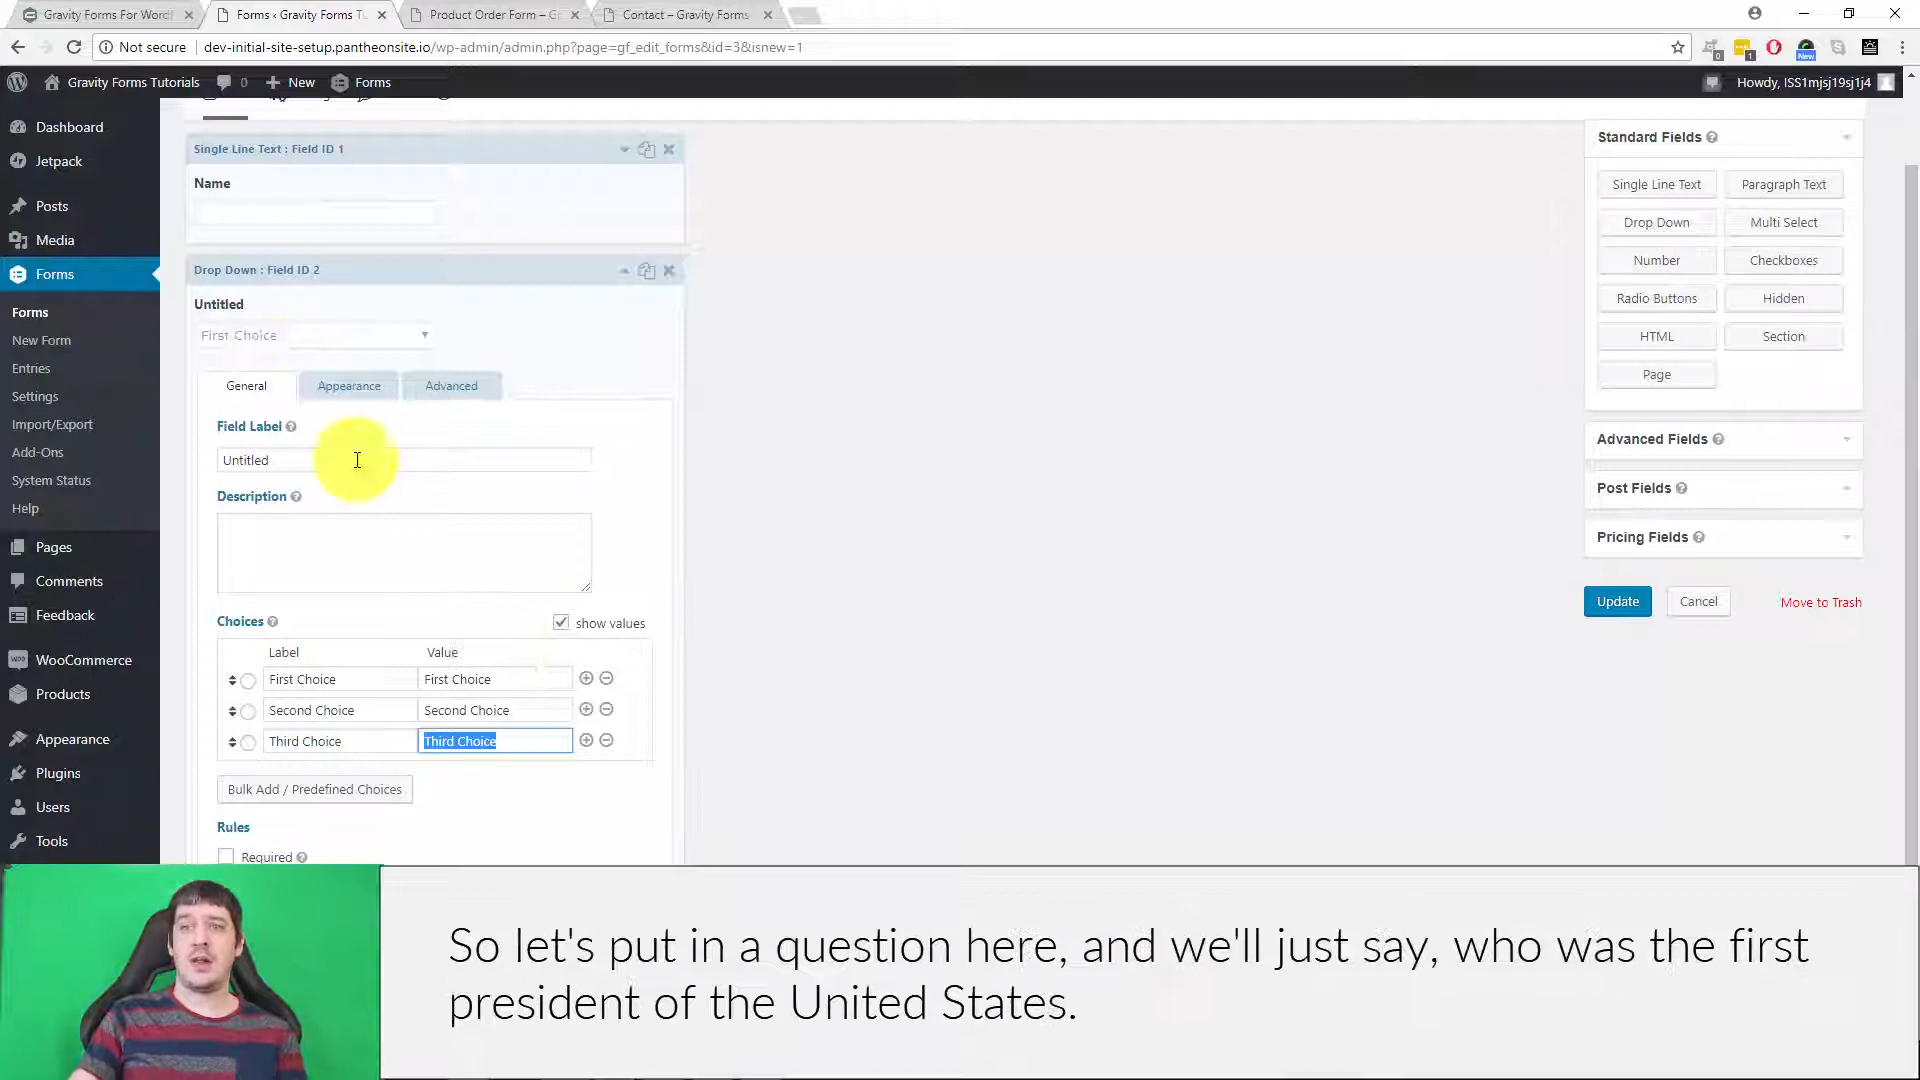 Gravity Forms For Word
Forms ‹ Gravity Forms Tu
Product Order Form – G
Contact – Gravity Forms
Not secure
dev-initial-site-setup.pantheonsite.io/wp-admin/admin.php?page=gf_edit_forms&id=3&isnew=1
Gravity Forms Tutorials
0
New
Forms
Howdy, ISS1mjsj19sj1j4
Dashboard
Jetpack
Posts
Media
Forms
Forms
New Form
Entries
Settings
Import/Export
Add-Ons
System Status
Help
Pages
Comments
Feedback
WooCommerce
Products
Appearance
Plugins
Users
Tools
Single Line Text : Field ID 1
Name
Drop Down : Field ID 2
Untitled
First Choice
General
Appearance
Advanced
Field Label
Untitled
Description
Choices
show values
Label
Value
First Choice
First Choice
Second Choice
Second Choice
Third Choice
Third Choice
Bulk Add / Predefined Choices
Rules
Required
Standard Fields
Single Line Text
Paragraph Text
Drop Down
Multi Select
Number
Checkboxes
Radio Buttons
Hidden
HTML
Section
Page
Advanced Fields
Post Fields
Pricing Fields
Update
Cancel
Move to Trash
So let's put in a question here, and we'll just say, who was the first
president of the United States.